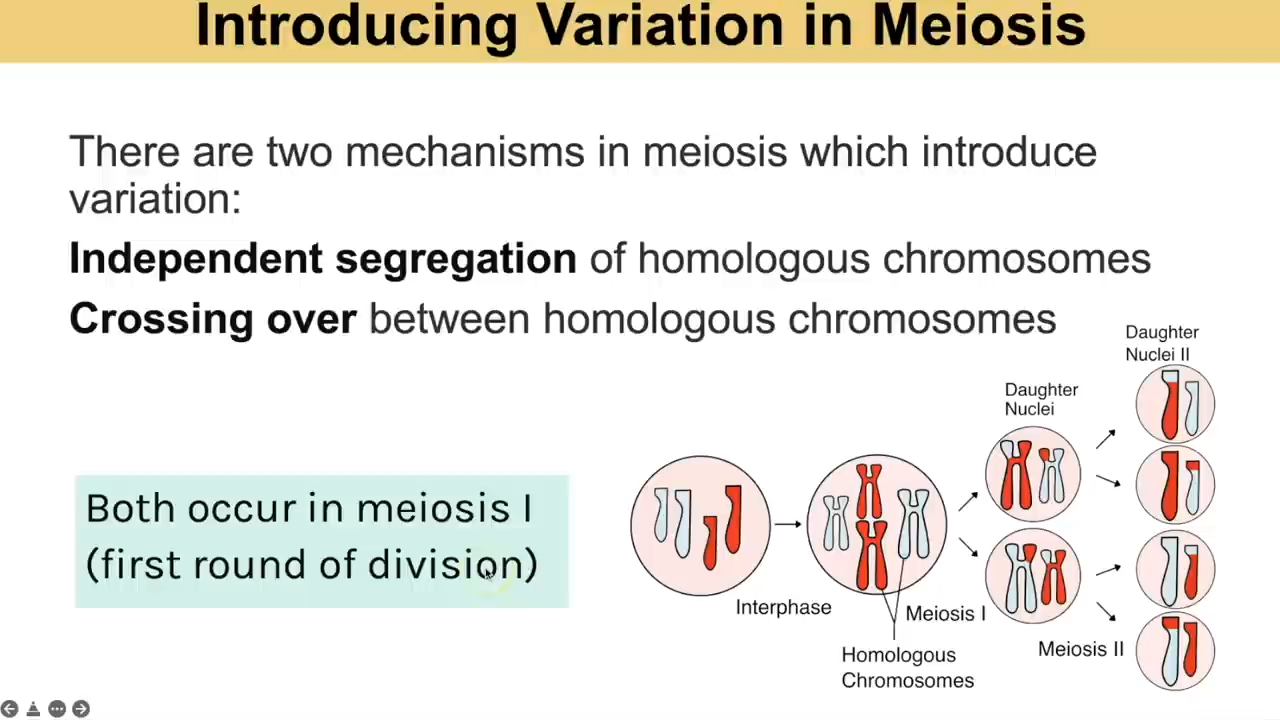 Introducing Variation in Meiosis
There are two mechanisms in meiosis which introduce
variation:
Independent segregation of homologous chromosomes
Crossing over between homologous chromosomes
Both occur in meiosis I
(first round of division)
Daughter
Nuclei II
Daughter
Nuclei
Interphase
Meiosis I
Homologous
Chromosomes
Meiosis II